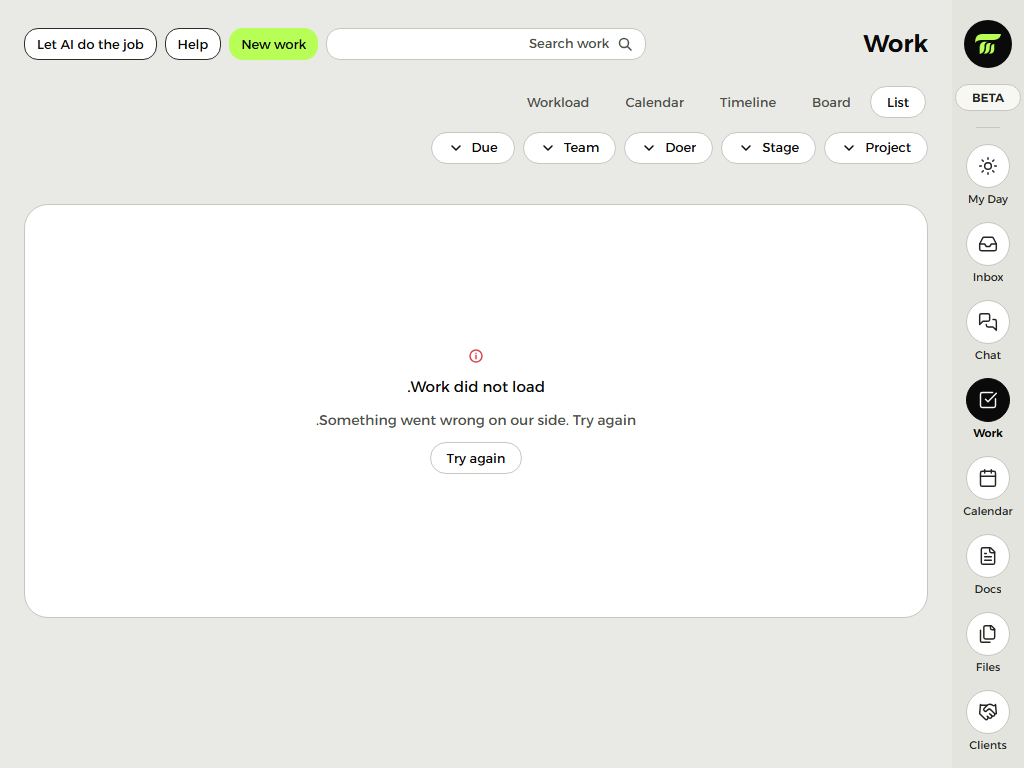 Let AI do the job
Help
New work
Search work
Work
BETA
Workload
Calendar
Timeline
Board
List
Due
Team
Doer
Stage
Project
.Work did not load
.Something went wrong on our side. Try again
Try again
My Day
Inbox
Chat
Work
Calendar
Docs
Files
Clients